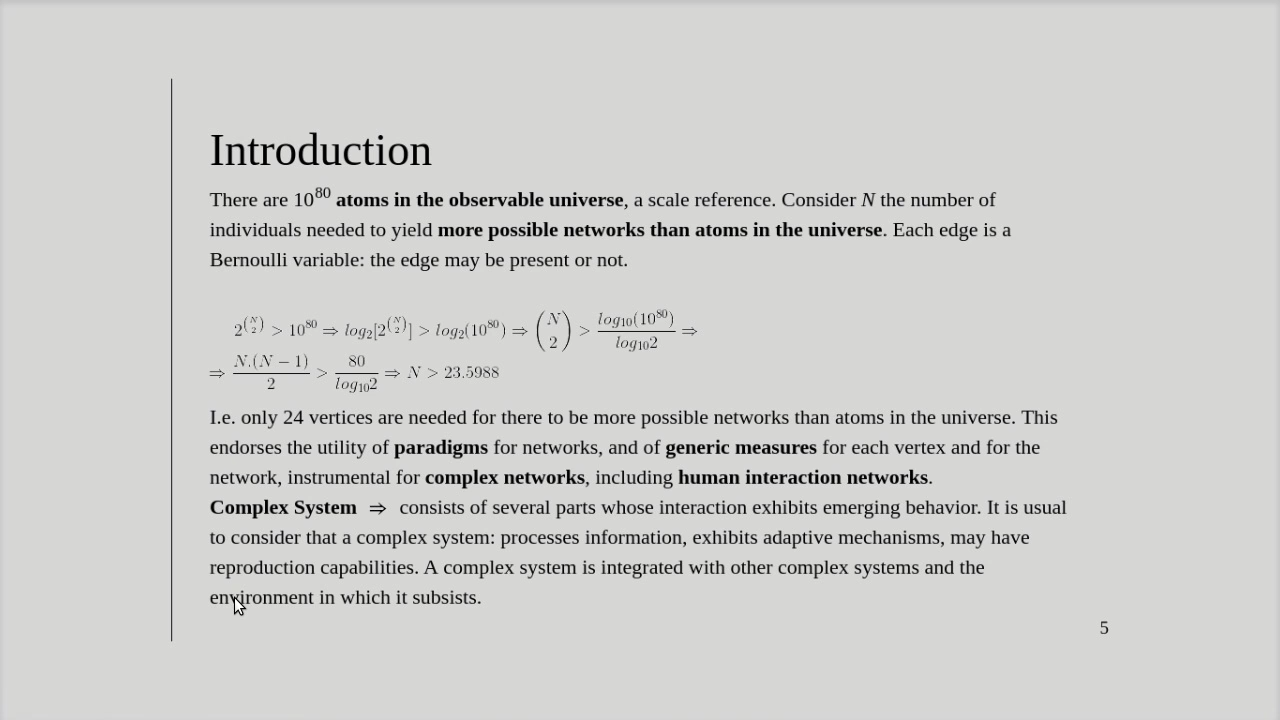 Introduction
There are 10^80 atoms in the observable universe, a scale reference. Consider N the number of
individuals needed to yield more possible networks than atoms in the universe. Each edge is a
Bernoulli variable: the edge may be present or not.
2^(N 2) > 10^80 ⇒ log₂[2^(N 2)] > log₂(10^80) ⇒ (N 2) > log₁₀(10^80) / log₁₀2 ⇒
⇒ N.(N − 1) / 2 > 80 / log₁₀2 ⇒ N > 23.5988
I.e. only 24 vertices are needed for there to be more possible networks than atoms in the universe. This
endorses the utility of paradigms for networks, and of generic measures for each vertex and for the
network, instrumental for complex networks, including human interaction networks.
Complex System ⇒ consists of several parts whose interaction exhibits emerging behavior. It is usual
to consider that a complex system: processes information, exhibits adaptive mechanisms, may have
reproduction capabilities. A complex system is integrated with other complex systems and the
environment in which it subsists.
5